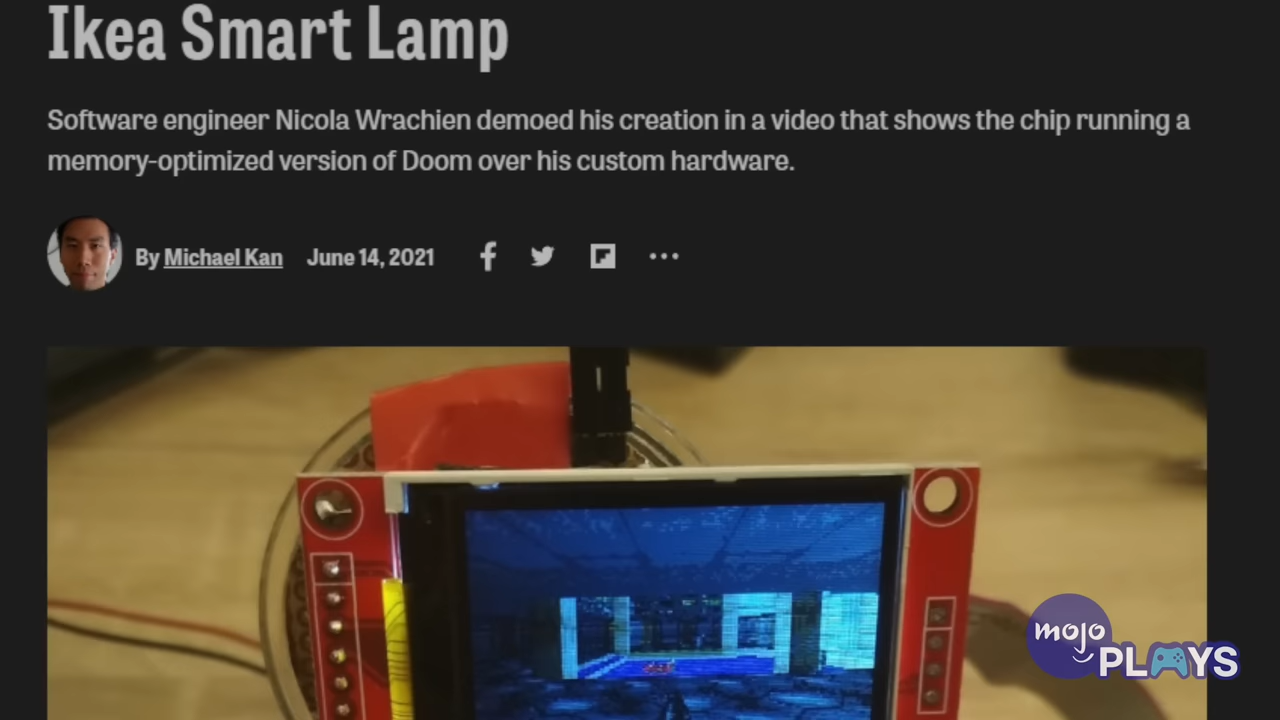 Ikea Smart Lamp
Software engineer Nicola Wrachien demoed his creation in a video that shows the chip running a
memory-optimized version of Doom over his custom hardware.
By Michael Kan June 14, 2021
mojo
PLAYS